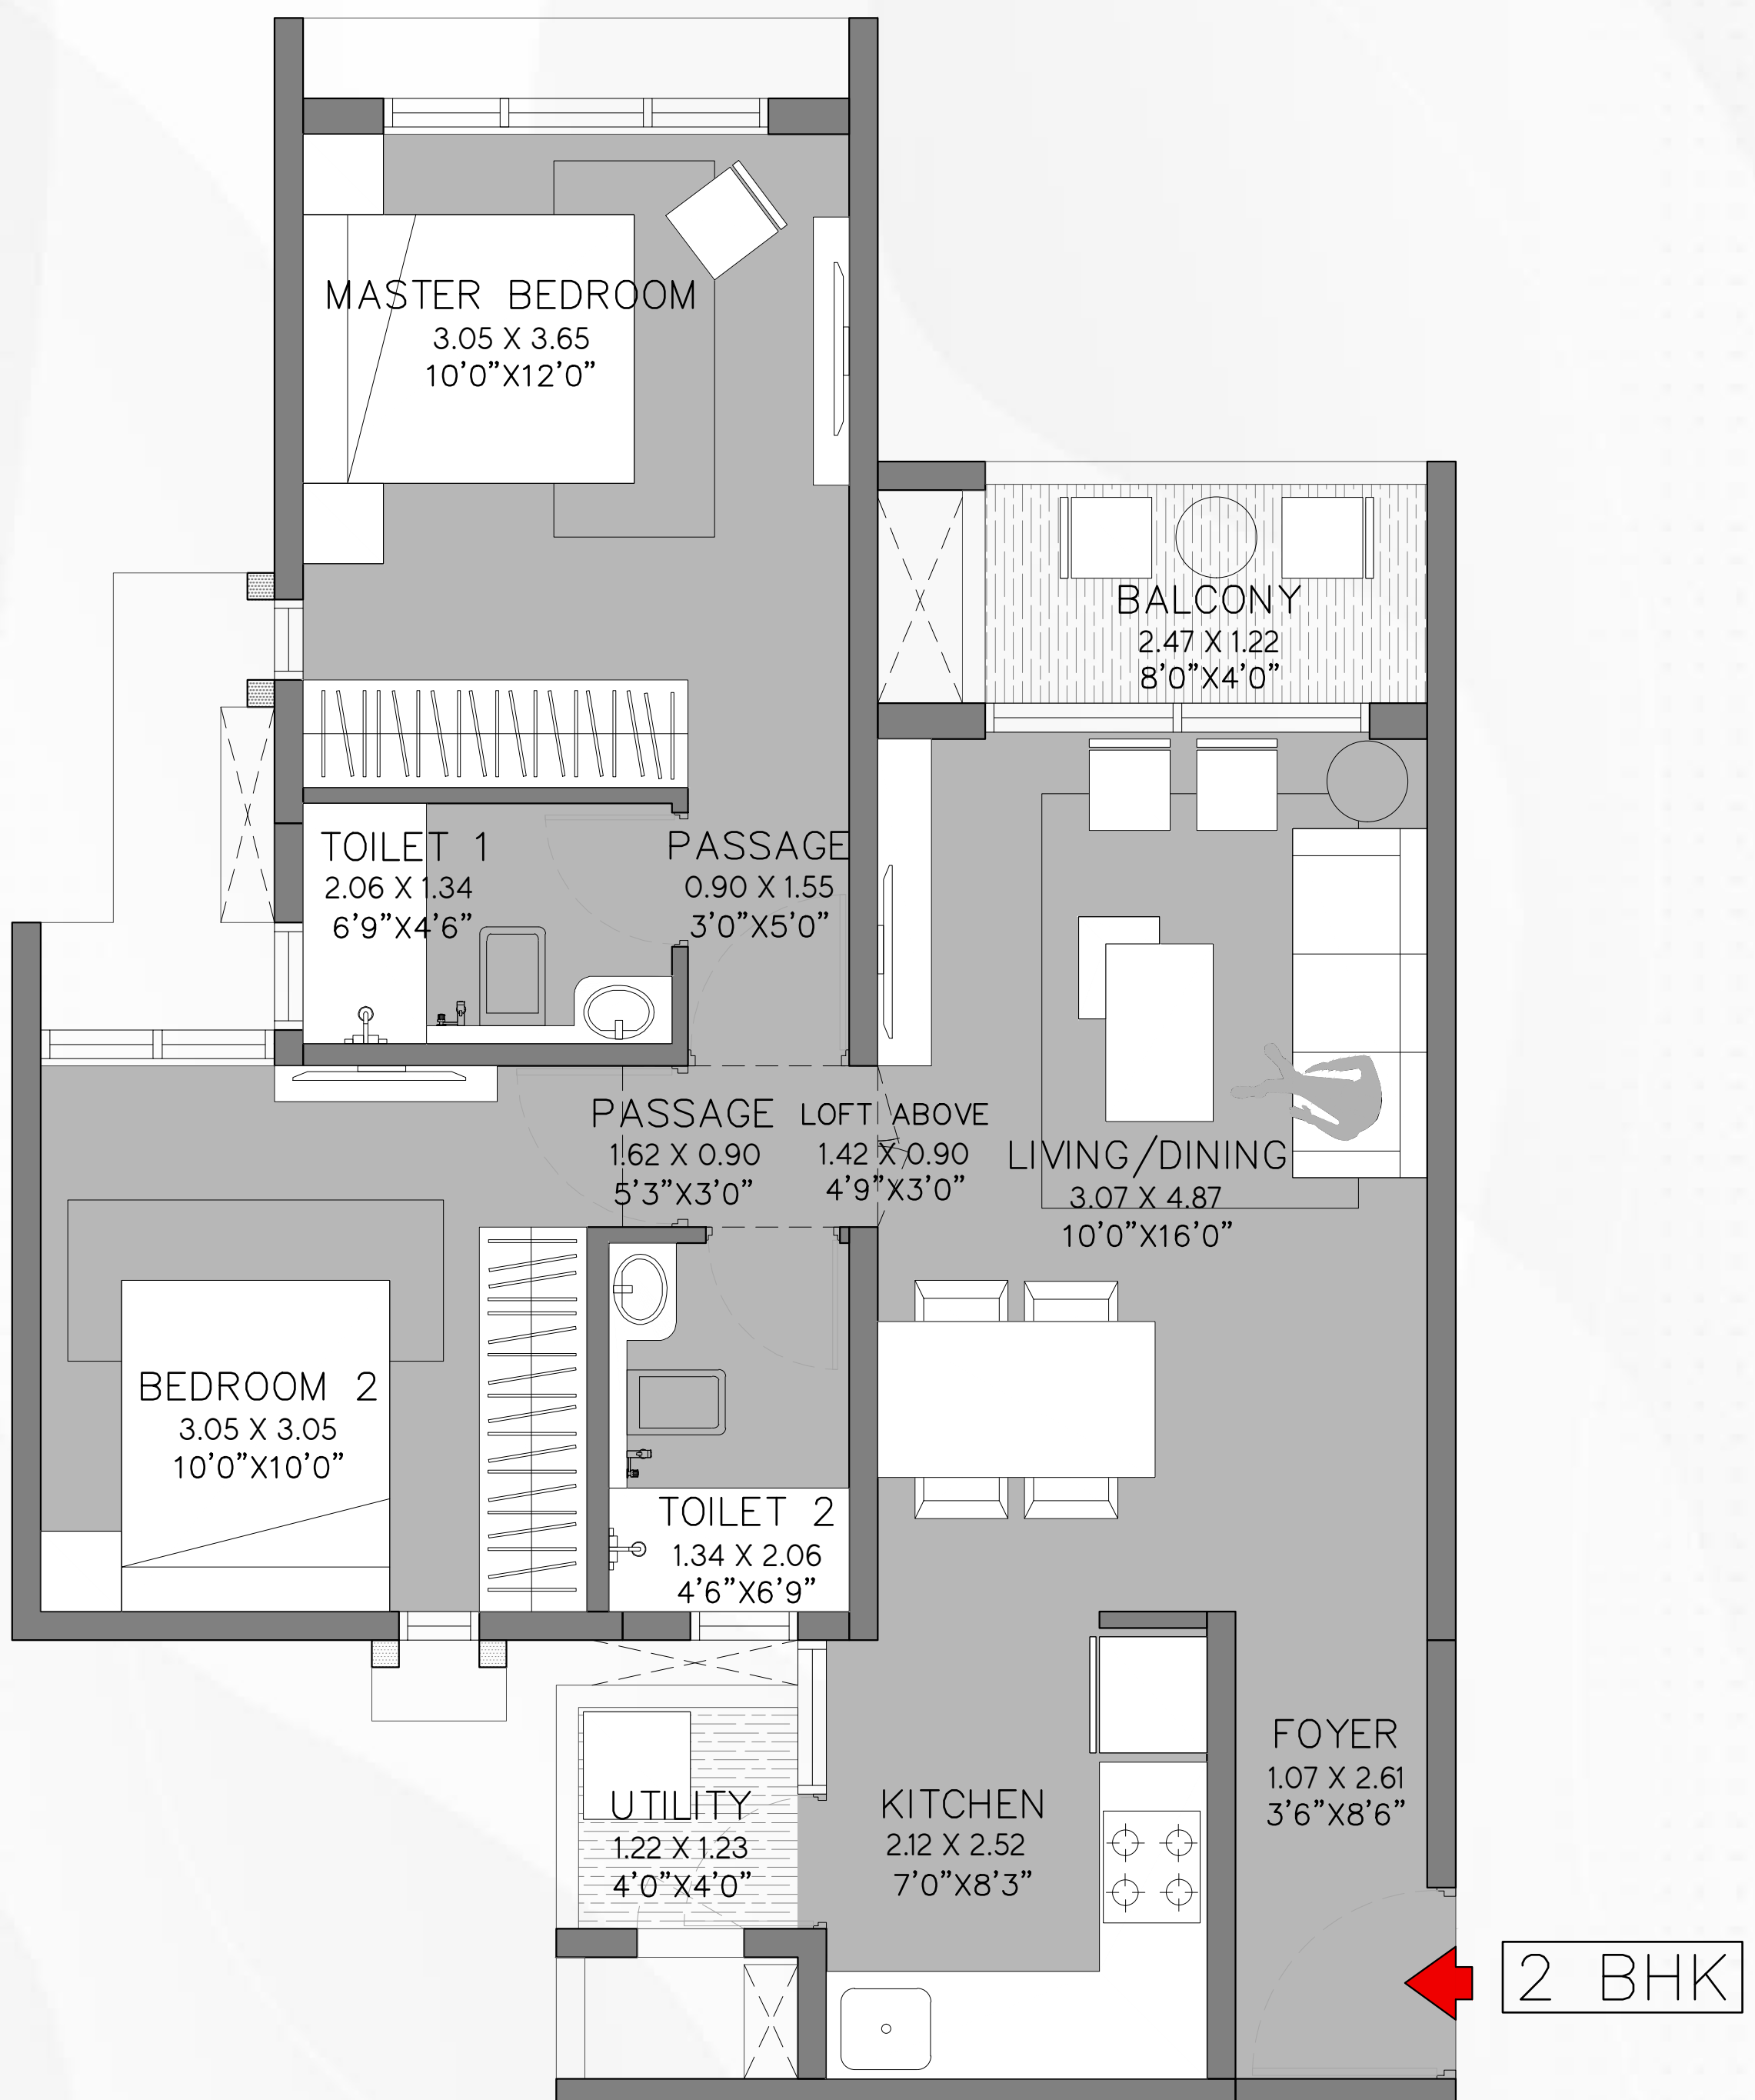 MASTER BEDROOM
3.05 X 3.65
10'0"X12'0"
BALCONY
2.47 X 1.22
8'0"X4'0"
TOILET 1
2.06 X 1.34
6'9"X4'6"
PASSAGE
0.90 X 1.55
3'0"X5'0"
PASSAGE
1.62 X 0.90
5'3"X3'0"
LOFT ABOVE
1.42 X 0.90
4'9"X3'0"
LIVING/DINING
3.07 X 4.87
10'0"X16'0"
BEDROOM 2
3.05 X 3.05
10'0"X10'0"
TOILET 2
1.34 X 2.06
4'6"X6'9"
FOYER
1.07 X 2.61
3'6"X8'6"
UTILITY
1.22 X 1.23
4'0"X4'0"
KITCHEN
2.12 X 2.52
7'0"X8'3"
2 BHK